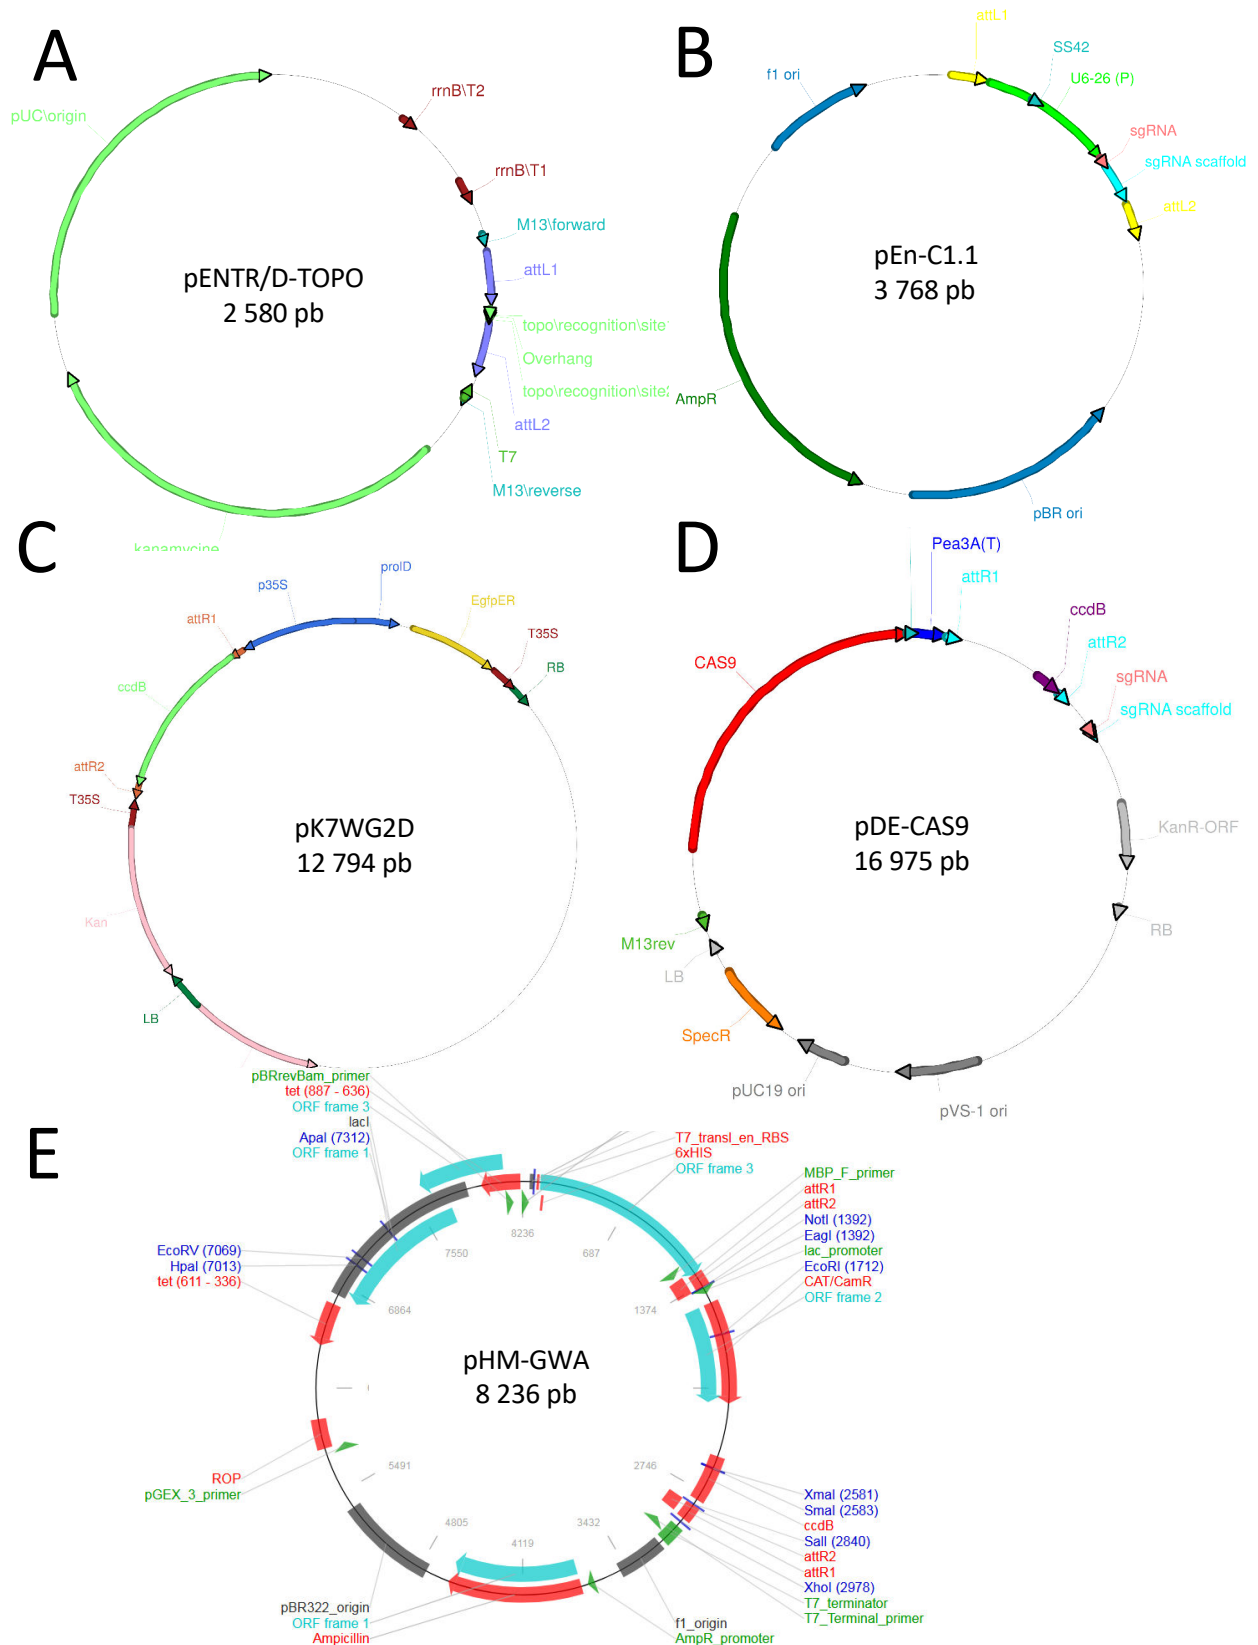 A
pUC\origin
rrnB\T2
rrnB\T1
M13\forward
attL1
topo\recognition\site
Overhang
topo\recognition\site
attL2
T7
M13\reverse
kanamycine
pENTR/D-TOPO
2 580 pb
B
f1 ori
attL1
SS42
U6-26 (P)
sgRNA
sgRNA scaffold
attL2
AmpR
pBR ori
pEn-C1.1
3 768 pb
C
p35S
proID
attR1
EgfpER
T35S
RB
ccdB
attR2
T35S
Kan
LB
pK7WG2D
12 794 pb
D
Pea3A(T)
attR1
ccdB
attR2
sgRNA
sgRNA scaffold
CAS9
KanR-ORF
RB
M13rev
LB
SpecR
pUC19 ori
pVS-1 ori
pDE-CAS9
16 975 pb
E
pBRrevBam_primer
tet (887 - 636)
ORF frame 3
lacI
ApaI (7312)
ORF frame 1
EcoRV (7069)
HpaI (7013)
tet (611 - 336)
T7_transl_en_RBS
6xHIS
ORF frame 3
MBP_F_primer
attR1
attR2
NotI (1392)
EagI (1392)
lac_promoter
EcoRI (1712)
CAT/CamR
ORF frame 2
8236
687
1374
2746
3432
4119
4805
5491
6864
7550
pHM-GWA
8 236 pb
ROP
pGEX_3_primer
XmaI (2581)
SmaI (2583)
ccdB
SalI (2840)
attR2
attR1
XhoI (2978)
T7_terminator
T7_Terminal_primer
pBR322_origin
ORF frame 1
Ampicillin
f1_origin
AmpR_promoter